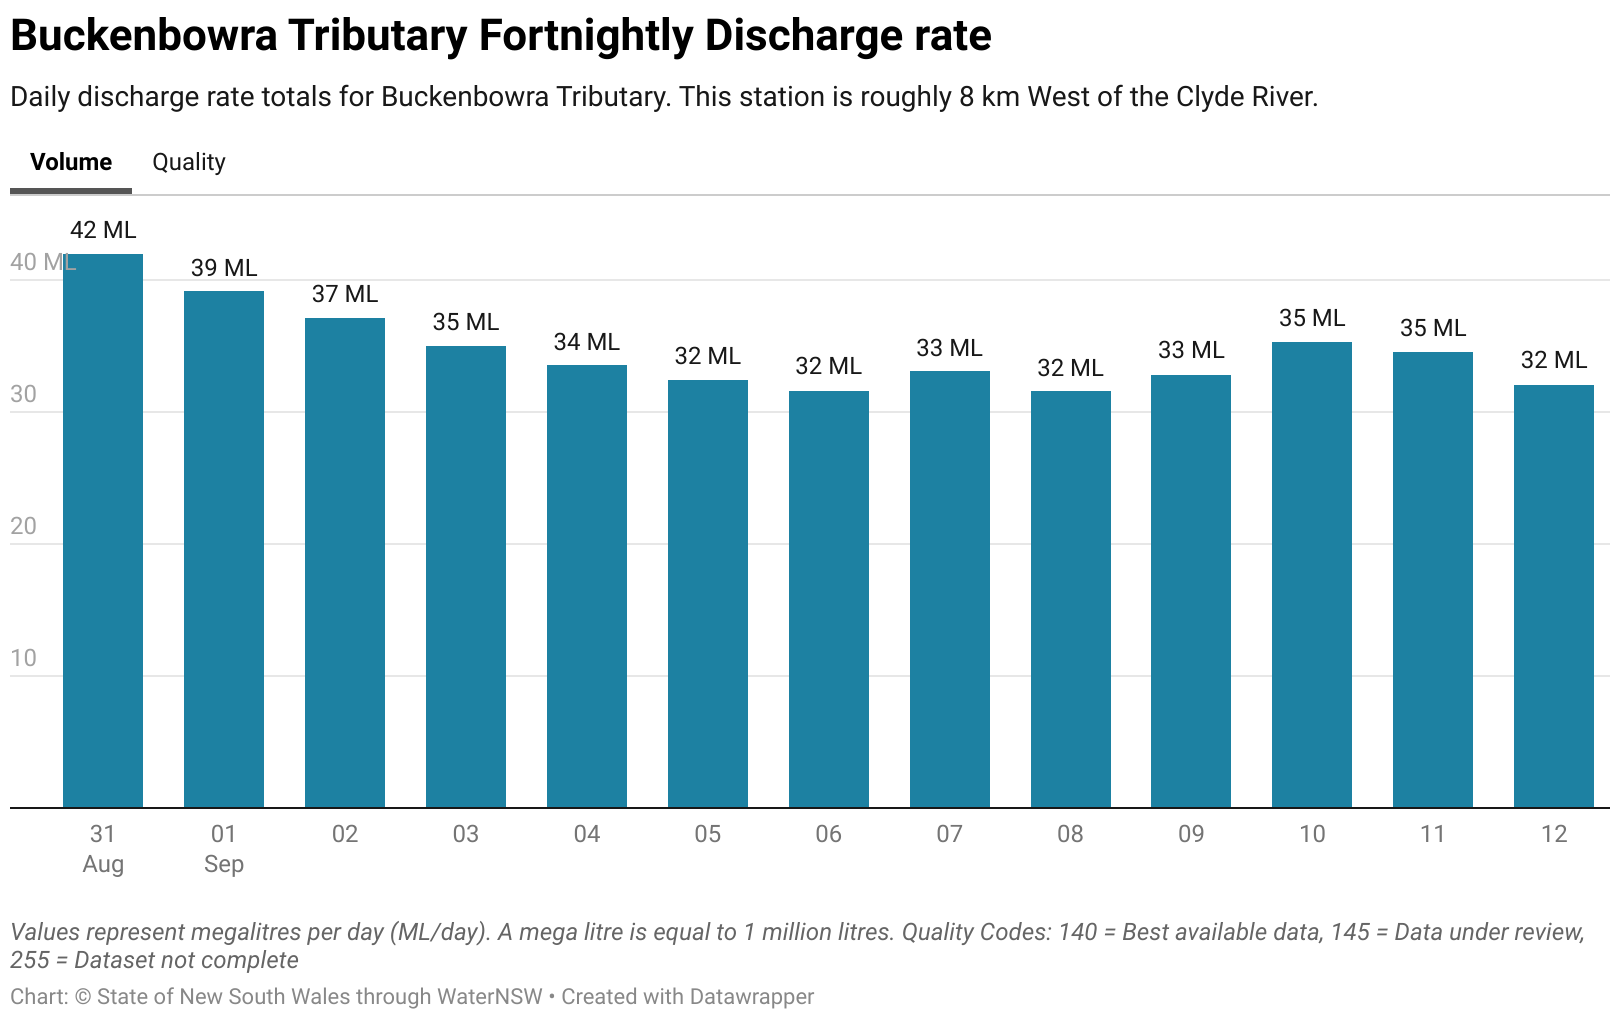 Buckenbowra Tributary Fortnightly Discharge rate
Daily discharge rate totals for Buckenbowra Tributary. This station is roughly 8 km West of the Clyde River.
Volume Quality
42 ML
40 ML
39 ML
37 ML
35 ML
34 ML
32 ML
32 ML
33 ML
32 ML
33 ML
35 ML
35 ML
32 ML
30
20
10
31 01 02 03 04 05 06 07 08 09 10 11 12
Aug Sep
Values represent megalitres per day (ML/day). A mega litre is equal to 1 million litres. Quality Codes: 140 = Best available data, 145 = Data under review,
255 = Dataset not complete
Chart: © State of New South Wales through WaterNSW • Created with Datawrapper